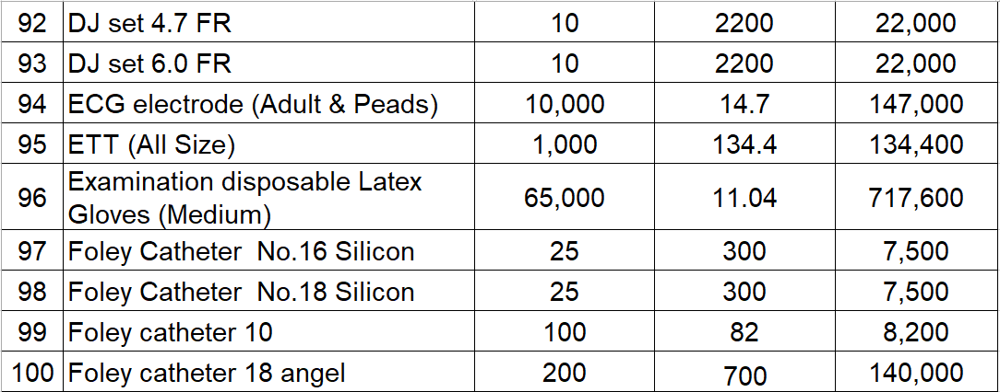 92 DJ set 4.7 FR 10 2200 22,000
93 DJ set 6.0 FR 10 2200 22,000
94 ECG electrode (Adult & Peads) 10,000 14.7 147,000
95 ETT (All Size) 1,000 134.4 134,400
96 Examination disposable Latex
Gloves (Medium) 65,000 11.04 717,600
97 Foley Catheter  No.16 Silicon 25 300 7,500
98 Foley Catheter  No.18 Silicon 25 300 7,500
99 Foley catheter 10 100 82 8,200
100 Foley catheter 18 angel 200 700 140,000